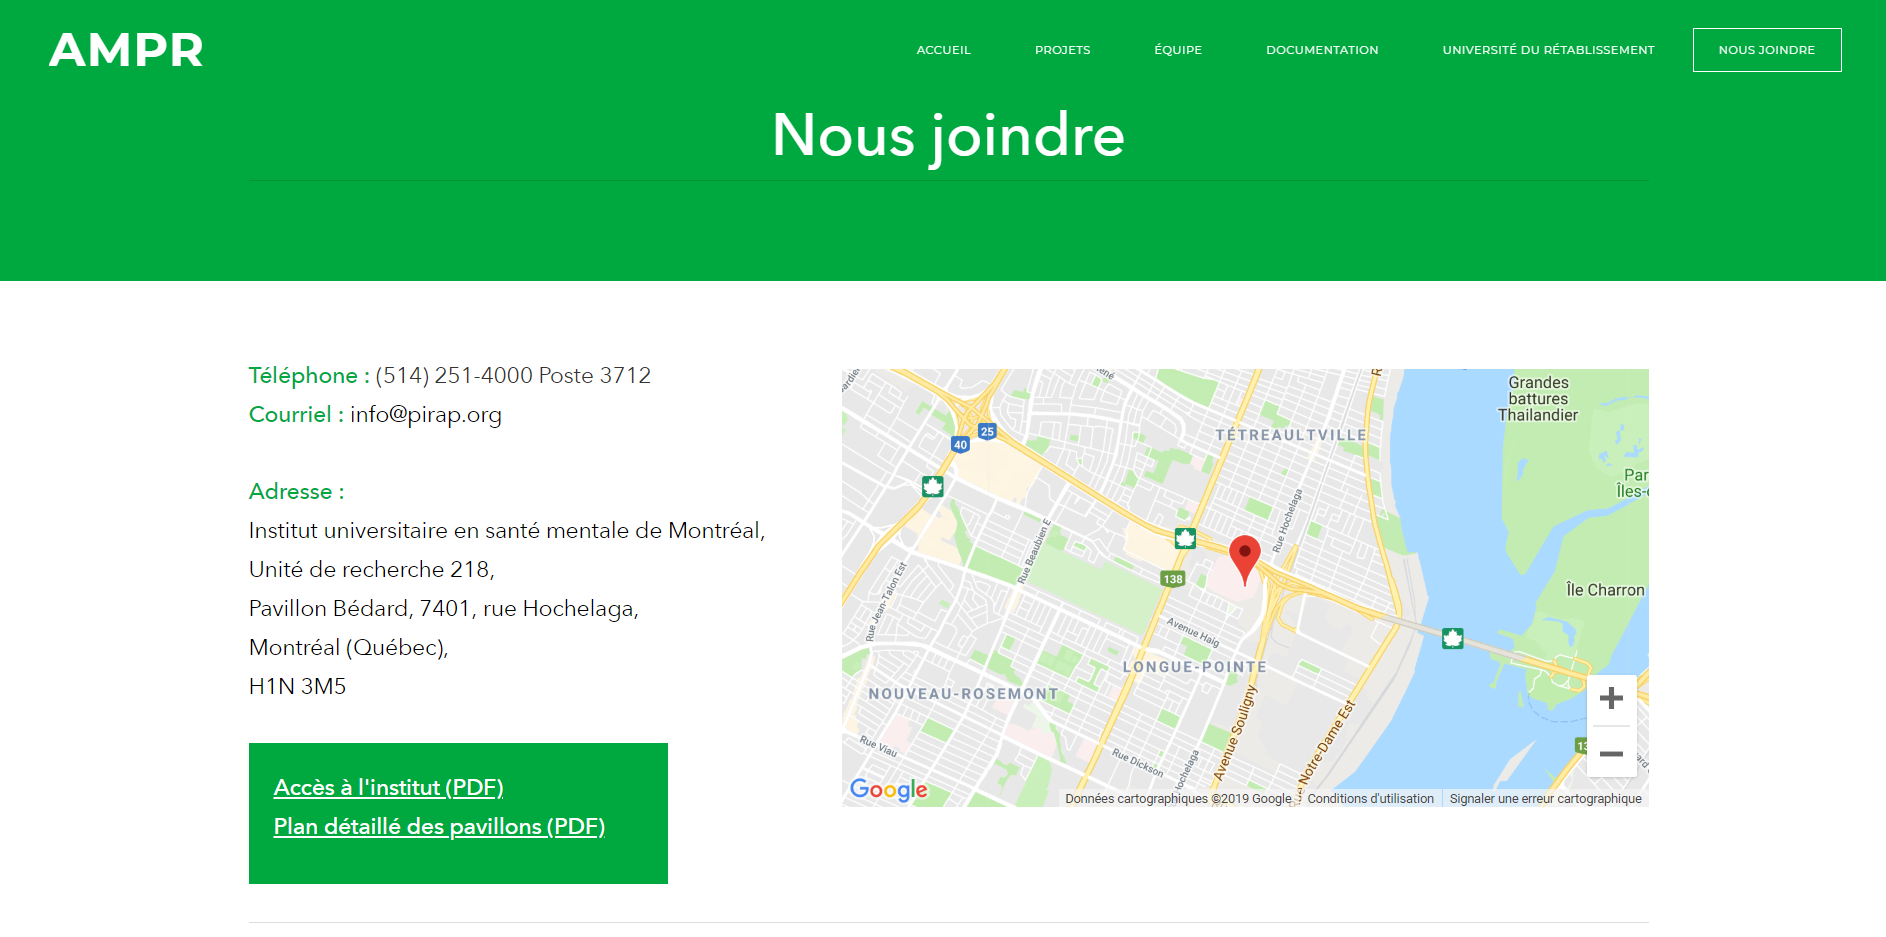 AMPR
ACCUEIL
PROJETS
ÉQUIPE
DOCUMENTATION
UNIVERSITÉ DU RÉTABLISSEMENT
NOUS JOINDRE
Nous joindre
Téléphone : (514) 251-4000 Poste 3712
Courriel : info@pirap.org
Adresse :
Institut universitaire en santé mentale de Montréal,
Unité de recherche 218,
Pavillon Bédard, 7401, rue Hochelaga,
Montréal (Québec),
H1N 3M5
Accès à l'institut (PDF)
Plan détaillé des pavillons (PDF)
Grandes
battures
Thailandier
TÉTREAULTVILLE
25
40
Rue Hochelaga
Rue Beaubien E
Rue Jean-Talon Est
138
Île Charron
Avenue Haig
LONGUE-POINTE
NOUVEAU-ROSEMONT
Avenue Souligny
Notre-Dame Est
Rue Viau
Rue Dickson
Hochelaga
Google
Données cartographiques ©2019 Google
Conditions d'utilisation
Signaler une erreur cartographique